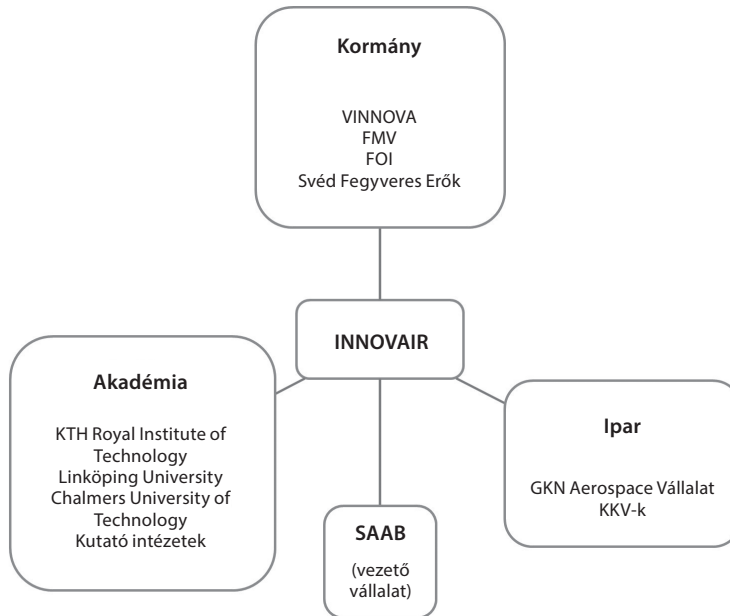 Kormány
VINNOVA
FMV
FOI
Svéd Fegyveres Erők
INNOVAIR
Akadémia
KTH Royal Institute of
Technology
Linköping University
Chalmers University of
Technology
Kutató intézetek
SAAB
(vezető
vállalat)
Ipar
GKN Aerospace Vállalat
KKV-k